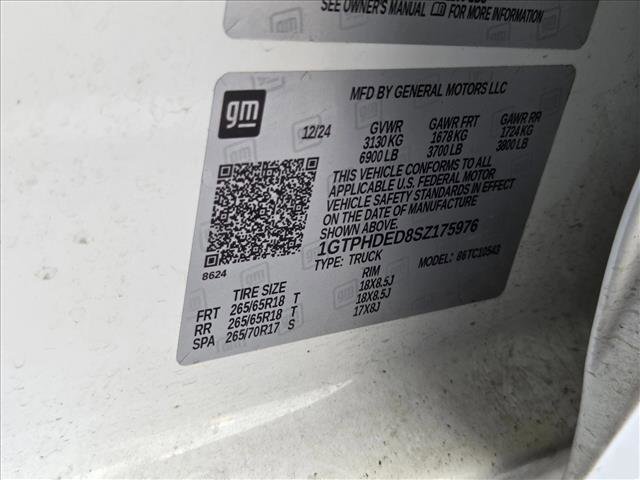 SEE OWNER'S MANUAL FOR MORE INFORMATION
gm
MFD BY GENERAL MOTORS LLC
12/24 GVWR GAWR FRT GAWR RR
3130 KG 1678 KG 1724 KG
6900 LB 3700 LB 3800 LB
THIS VEHICLE CONFORMS TO ALL
APPLICABLE U.S. FEDERAL MOTOR
VEHICLE SAFETY STANDARDS IN EFFECT
ON THE DATE OF MANUFACTURE
SHOWN ABOVE.
1GTPHDED8SZ175976
TYPE: TRUCK MODEL: 86TC10543
8624
TIRE SIZE RIM
FRT 265/65R18 T 18X8.5J
RR 265/65R18 T 18X8.5J
SPA 265/70R17 S 17X8J